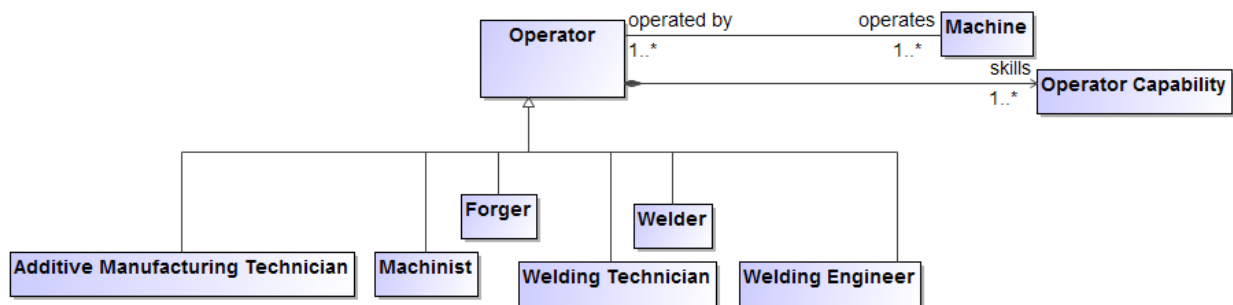 Operator
operated by
operates
1..*
1..*
Machine
skills
1..*
Operator Capability
Forger
Welder
Additive Manufacturing Technician
Machinist
Welding Technician
Welding Engineer